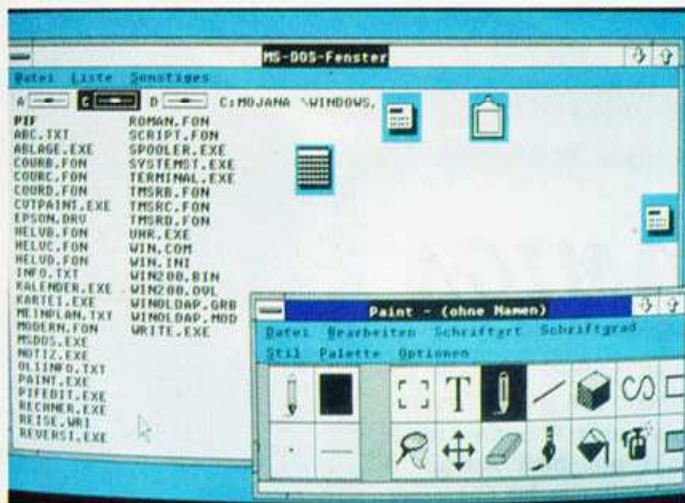 MS-DOS-Fenster
Datei Liste Sonstiges
A C D C:MOJANA \WINDOWS,
PIF
ABC.TXT
ABLAGE.EXE
COURB.FON
COURC.FON
COURD.FON
CUTPAINT.EXE
EPSON.DRV
HELVB.FON
HELVC.FON
HELVD.FON
INFO.TXT
KALENDER.EXE
KARTEI.EXE
MEINPLAN.TXT
MODERN.FON
MSDOS.EXE
NOTIZ.EXE
OLIINFO.TXT
PAINT.EXE
PIFEDIT.EXE
RECHNER.EXE
REISE.WRI
REVERSI.EXE
ROMAN.FON
SCRIPT.FON
SPOOLER.EXE
SYSTEMST.EXE
TERMINAL.EXE
TMSRB.FON
TMSRC.FON
TMSRD.FON
UHR.EXE
WIN.COM
WIN.INI
WIN200.BIN
WIN200.OVL
WINOLDAP.GRB
WINOLDAP.MOD
WRITE.EXE
Paint - (ohne Namen)
Datei Bearbeiten Schriftart Schriftgrad
Stil Palette Optionen
T